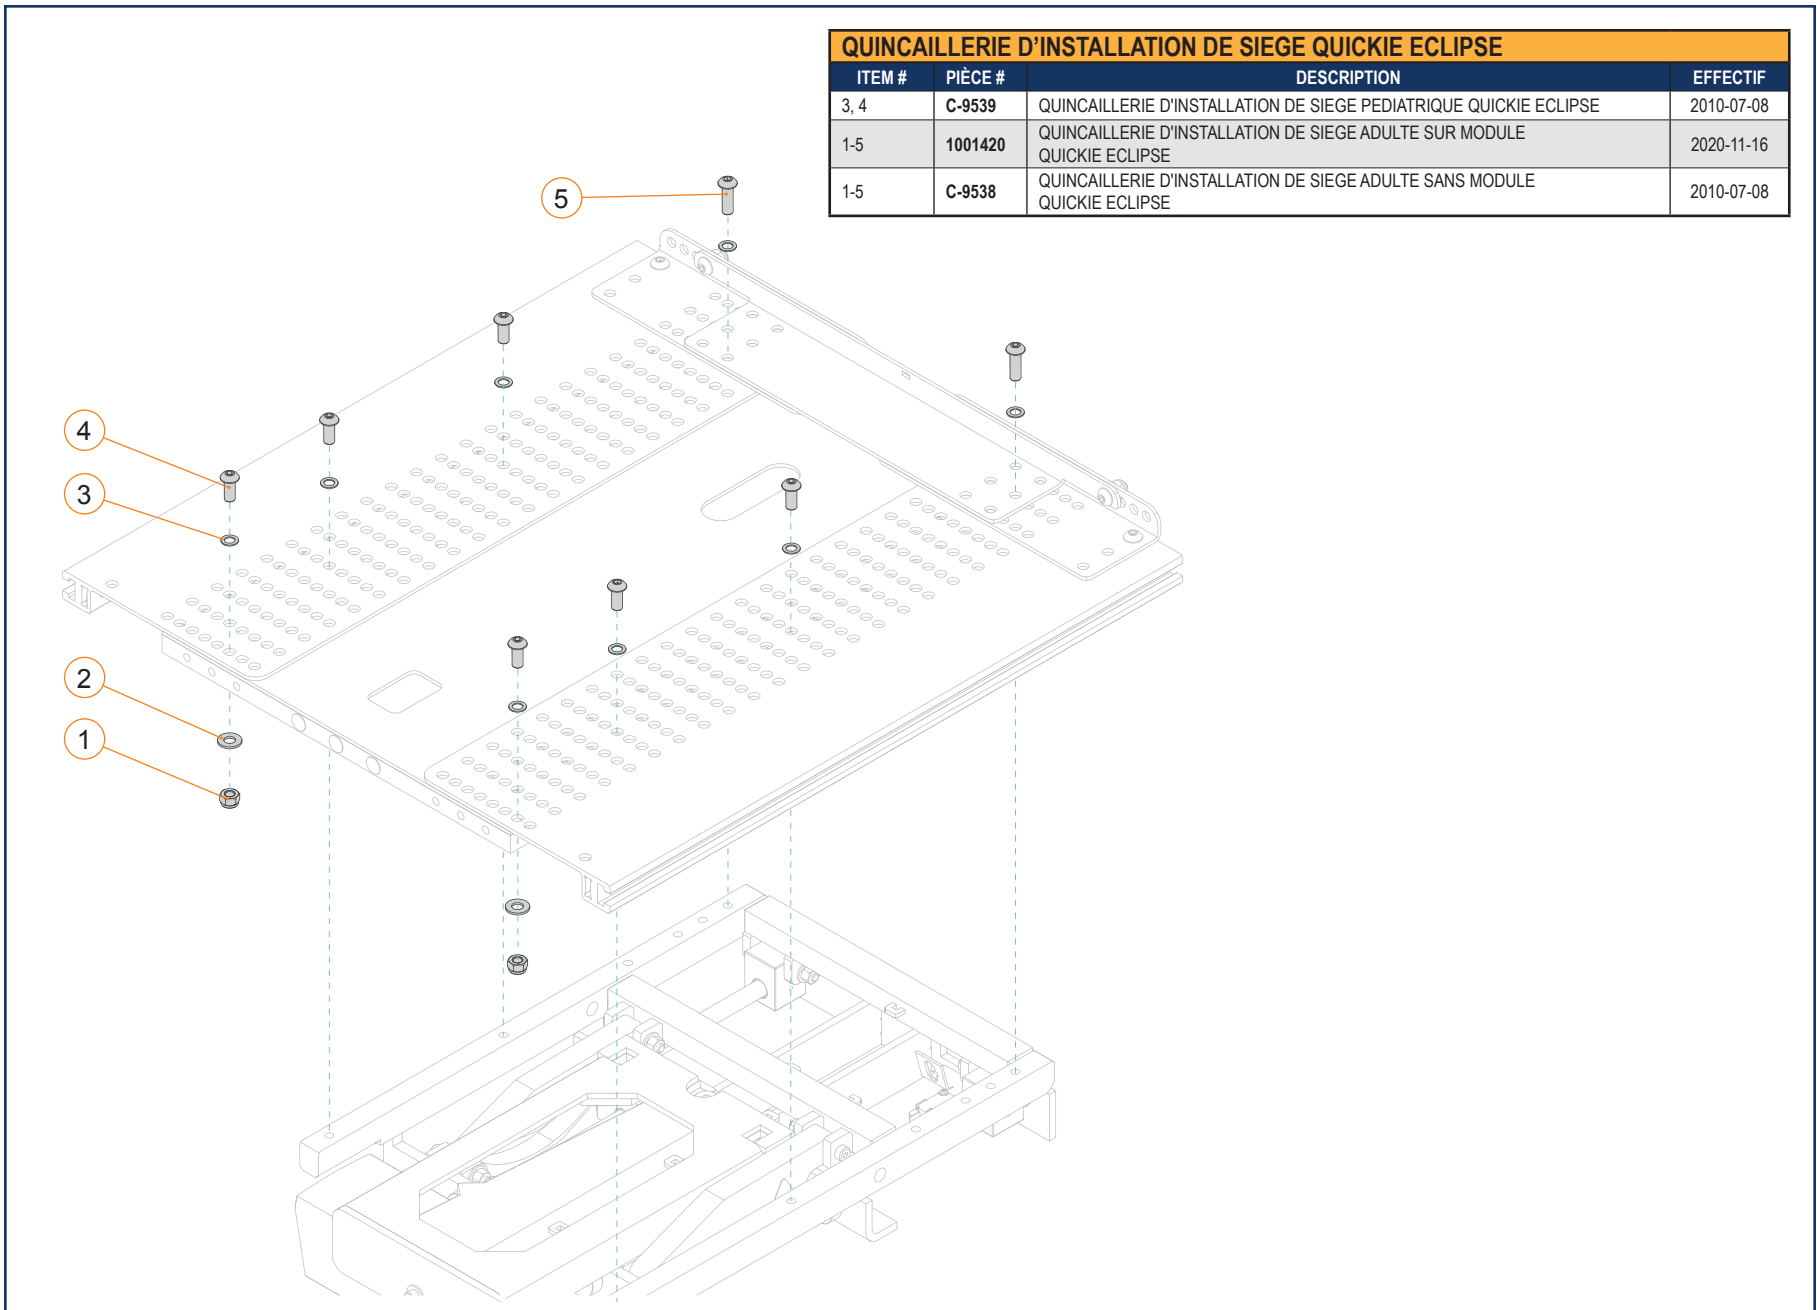 QUINCAILLERIE D'INSTALLATION DE SIEGE QUICKIE ECLIPSE
ITEM # PIÈCE # DESCRIPTION EFFECTIF
3, 4 C-9539 QUINCAILLERIE D'INSTALLATION DE SIEGE PEDIATRIQUE QUICKIE ECLIPSE 2010-07-08
1-5 1001420 QUINCAILLERIE D'INSTALLATION DE SIEGE ADULTE SUR MODULE
QUICKIE ECLIPSE 2020-11-16
1-5 C-9538 QUINCAILLERIE D'INSTALLATION DE SIEGE ADULTE SANS MODULE
QUICKIE ECLIPSE 2010-07-08
5
4
3
2
1